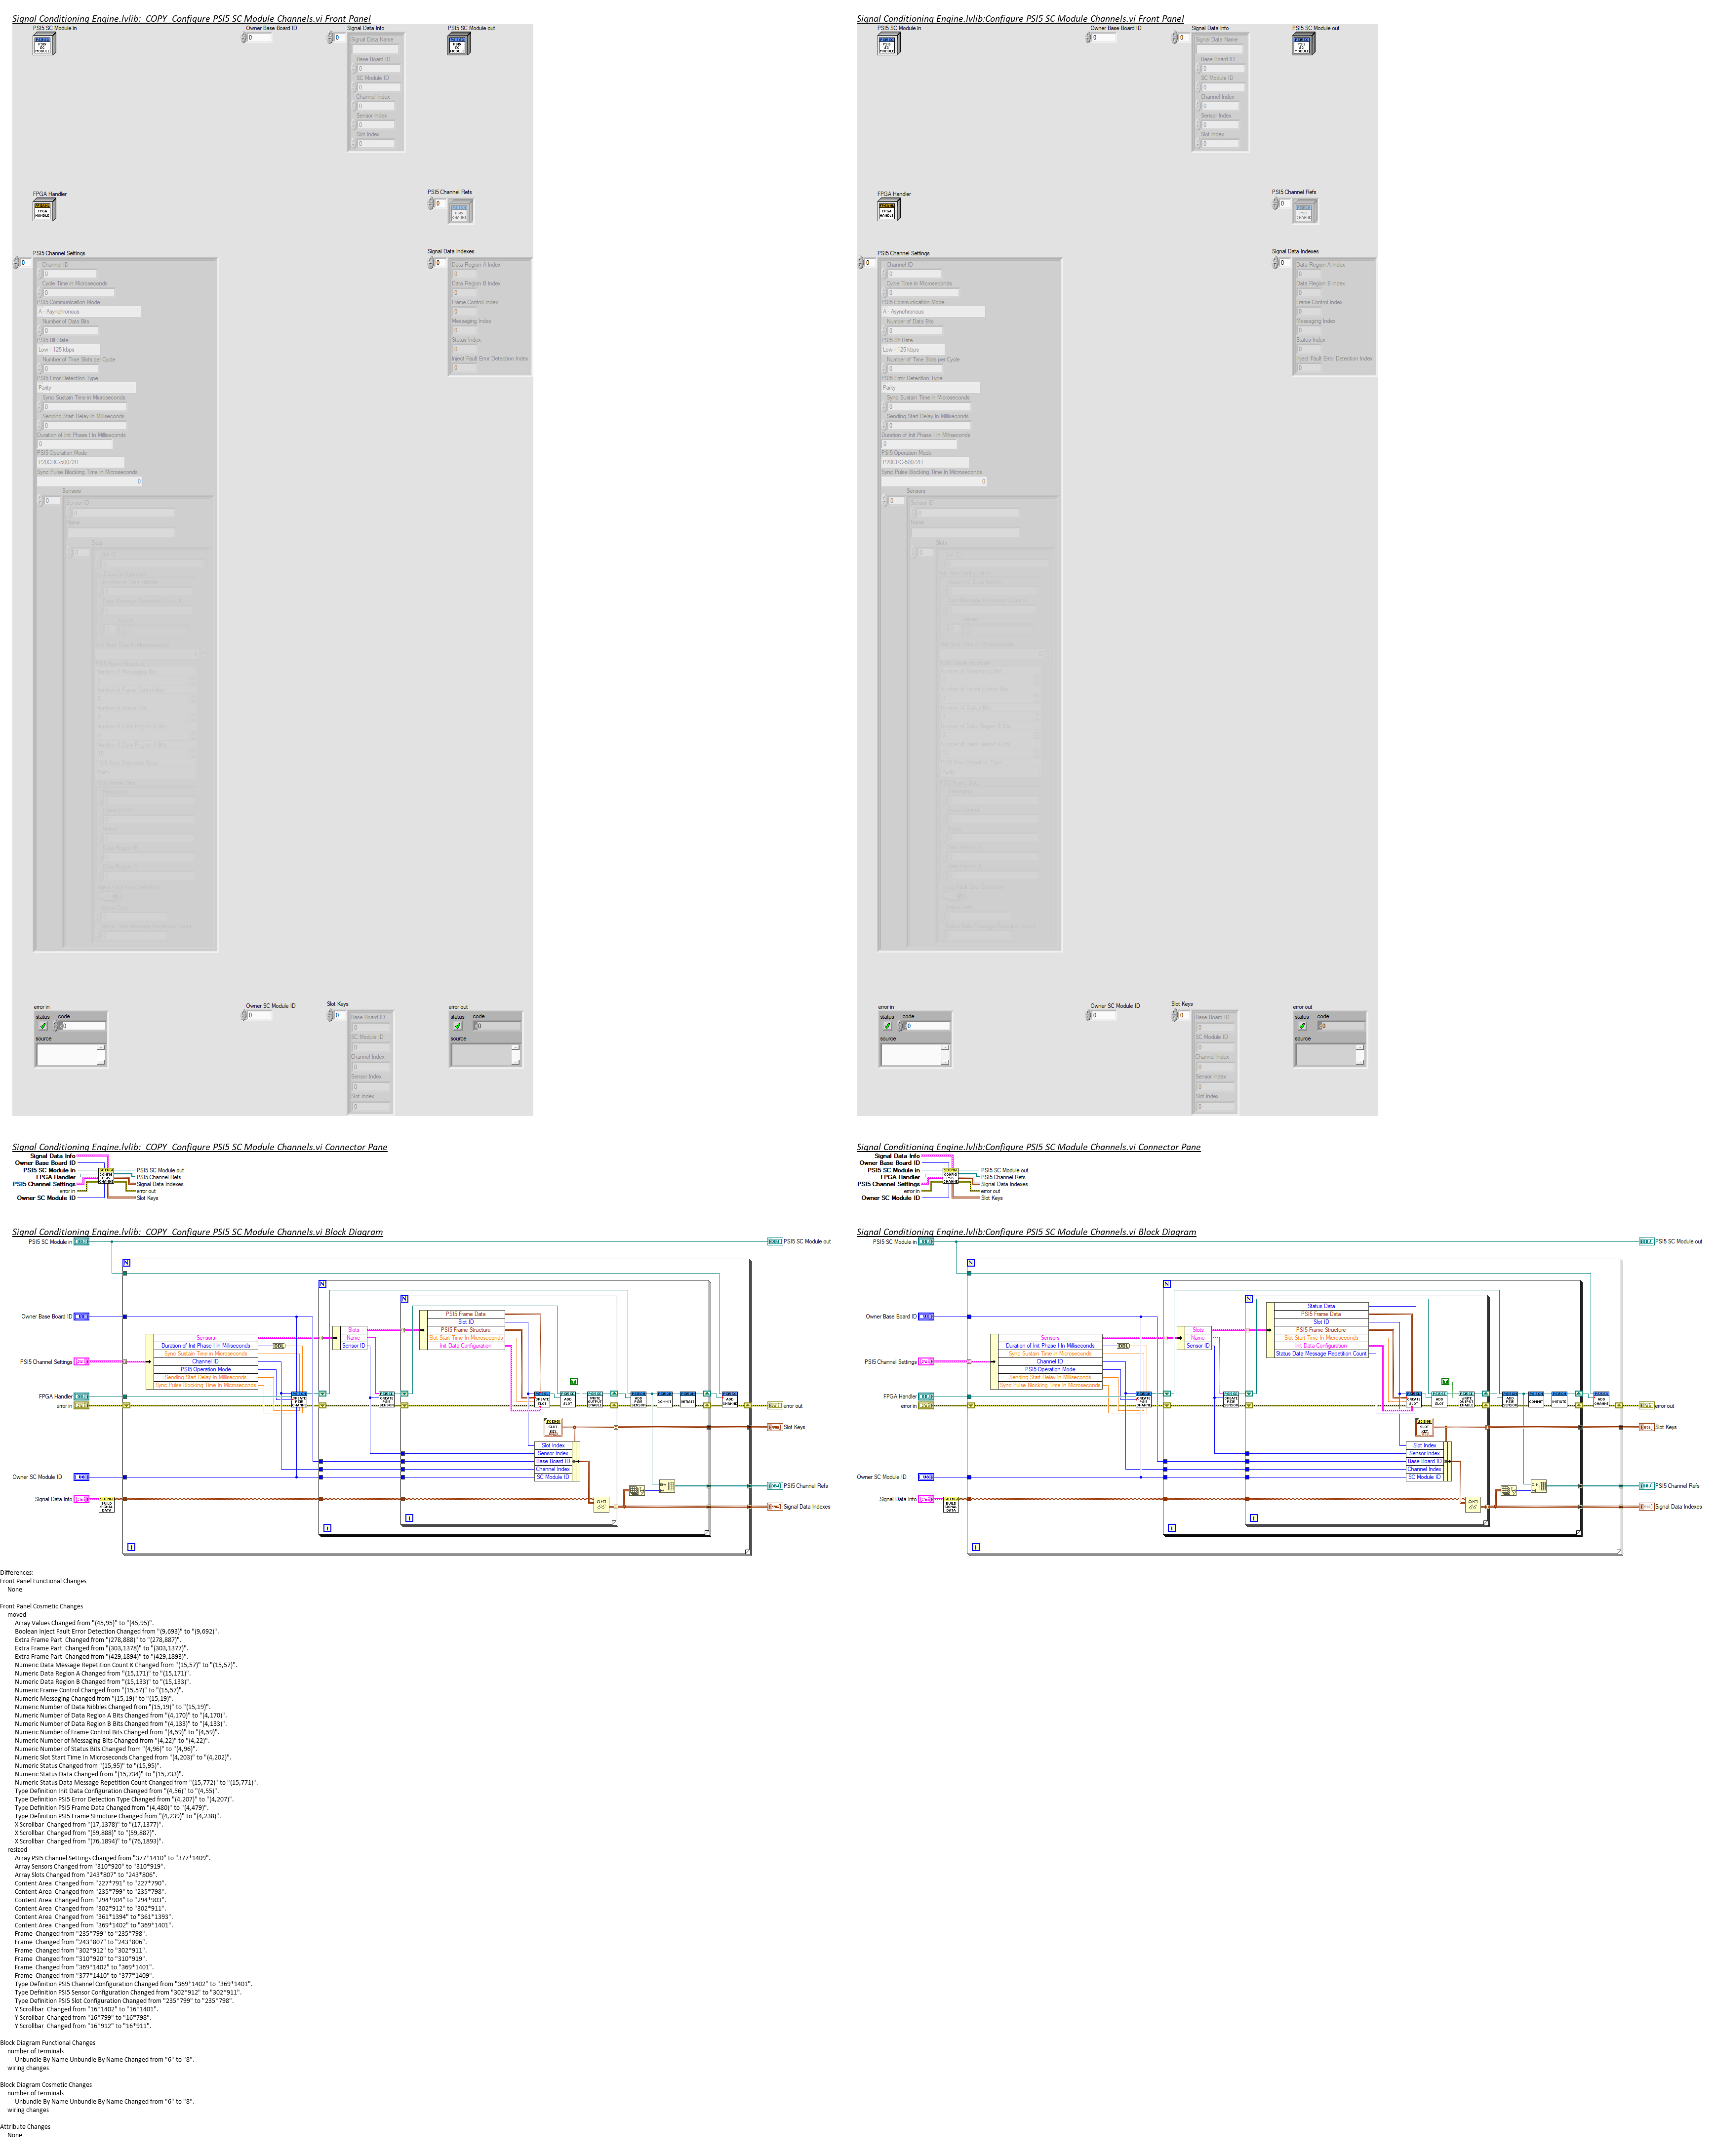 Signal Conditioning Engine.lvlib:_COPY_Configure PSI5 SC Module Channels.vi Front Panel
PSI5 SC Module in
Owner Base Board ID
0
Signal Data Info
0
Signal Data Name
Base Board ID
0
SC Module ID
0
Channel Index
0
Sensor Index
0
Slot Index
0
PSI5 SC Module out
FPGA Handler
PSI5 Channel Refs
0
PSI5 Channel Settings
0
Channel ID
0
Cycle Time in Microseconds
0
PSI5 Communication Mode
A - Asynchronous
Number of Data Bits
0
PSI5 Bit Rate
Low - 125 kbps
Number of Time Slots per Cycle
0
PSI5 Error Detection Type
Parity
Sync Sustain Time in Microseconds
0
Sending Start Delay In Milliseconds
0
Duration of Init Phase I In Milliseconds
0
PSI5 Operation Mode
P20CRC-500/2H
Sync Pulse Blocking Time In Microseconds
0
Sensors
0
Sensor ID
Name
Slots
Signal Data Indexes
0
Data Region A Index
0
Data Region B Index
0
Frame Control Index
0
Messaging Index
0
Status Index
0
Inject Fault Error Detection Index
0
error in
status code
0
source
Owner SC Module ID
0
Slot Keys
0
Base Board ID
0
SC Module ID
0
Channel Index
0
Sensor Index
0
Slot Index
0
error out
status code
0
source
Signal Conditioning Engine.lvlib:Configure PSI5 SC Module Channels.vi Front Panel
PSI5 SC Module in
Owner Base Board ID
0
Signal Data Info
0
Signal Data Name
Base Board ID
0
SC Module ID
0
Channel Index
0
Sensor Index
0
Slot Index
0
PSI5 SC Module out
FPGA Handler
PSI5 Channel Refs
0
PSI5 Channel Settings
0
Channel ID
0
Cycle Time in Microseconds
0
PSI5 Communication Mode
A - Asynchronous
Number of Data Bits
0
PSI5 Bit Rate
Low - 125 kbps
Number of Time Slots per Cycle
0
PSI5 Error Detection Type
Parity
Sync Sustain Time in Microseconds
0
Sending Start Delay In Milliseconds
0
Duration of Init Phase I In Milliseconds
0
PSI5 Operation Mode
P20CRC-500/2H
Sync Pulse Blocking Time In Microseconds
0
Sensors
0
Sensor ID
Name
Slots
Signal Data Indexes
0
Data Region A Index
0
Data Region B Index
0
Frame Control Index
0
Messaging Index
0
Status Index
0
Inject Fault Error Detection Index
0
error in
status code
0
source
Owner SC Module ID
0
Slot Keys
0
Base Board ID
0
SC Module ID
0
Channel Index
0
Sensor Index
0
Slot Index
0
error out
status code
0
source
Signal Conditioning Engine.lvlib:_COPY_Configure PSI5 SC Module Channels.vi Connector Pane
Signal Data Info
Owner Base Board ID
PSI5 SC Module in
FPGA Handler
PSI5 Channel Settings
error in
Owner SC Module ID
PSI5 SC Module out
PSI5 Channel Refs
Signal Data Indexes
error out
Slot Keys
Signal Conditioning Engine.lvlib:Configure PSI5 SC Module Channels.vi Connector Pane
Signal Data Info
Owner Base Board ID
PSI5 SC Module in
FPGA Handler
PSI5 Channel Settings
error in
Owner SC Module ID
PSI5 SC Module out
PSI5 Channel Refs
Signal Data Indexes
error out
Slot Keys
Signal Conditioning Engine.lvlib:_COPY_Configure PSI5 SC Module Channels.vi Block Diagram
PSI5 SC Module in
PSI5 SC Module out
Owner Base Board ID
PSI5 Channel Settings
FPGA Handler
error in
Owner SC Module ID
Signal Data Info
Sensors
Duration of Init Phase I In Milliseconds
Sync Sustain Time in Microseconds
Channel ID
PSI5 Operation Mode
Sending Start Delay In Milliseconds
Sync Pulse Blocking Time In Microseconds
Slots
Name
Sensor ID
PSI5 Frame Data
Slot ID
PSI5 Frame Structure
Slot Start Time In Microseconds
Init Data Configuration
Slot Index
Sensor Index
Base Board ID
Channel Index
SC Module ID
error out
Slot Keys
PSI5 Channel Refs
Signal Data Indexes
Signal Conditioning Engine.lvlib:Configure PSI5 SC Module Channels.vi Block Diagram
PSI5 SC Module in
PSI5 SC Module out
Owner Base Board ID
PSI5 Channel Settings
FPGA Handler
error in
Owner SC Module ID
Signal Data Info
Sensors
Duration of Init Phase I In Milliseconds
Sync Sustain Time in Microseconds
Channel ID
PSI5 Operation Mode
Sending Start Delay In Milliseconds
Sync Pulse Blocking Time In Microseconds
Slots
Name
Sensor ID
Status Data
PSI5 Frame Data
Slot ID
PSI5 Frame Structure
Slot Start Time In Microseconds
Init Data Configuration
Status Data Message Repetition Count
Slot Index
Sensor Index
Base Board ID
Channel Index
SC Module ID
error out
Slot Keys
PSI5 Channel Refs
Signal Data Indexes
Differences:
Front Panel Functional Changes
None
Front Panel Cosmetic Changes
moved
Array Values Changed from "(45,95)" to "(45,95)".
Boolean Inject Fault Error Detection Changed from "(9,693)" to "(9,692)".
Extra Frame Part Changed from "(278,888)" to "(278,887)".
Extra Frame Part Changed from "(303,1378)" to "(303,1377)".
Extra Frame Part Changed from "(429,1894)" to "(429,1893)".
Numeric Data Message Repetition Count K Changed from "(15,57)" to "(15,57)".
Numeric Data Region A Changed from "(15,171)" to "(15,171)".
Numeric Data Region B Changed from "(15,133)" to "(15,133)".
Numeric Frame Control Changed from "(15,57)" to "(15,57)".
Numeric Messaging Changed from "(15,19)" to "(15,19)".
Numeric Number of Data Nibbles Changed from "(15,19)" to "(15,19)".
Numeric Number of Data Region A Bits Changed from "(4,170)" to "(4,170)".
Numeric Number of Data Region B Bits Changed from "(4,133)" to "(4,133)".
Numeric Number of Frame Control Bits Changed from "(4,59)" to "(4,59)".
Numeric Number of Messaging Bits Changed from "(4,22)" to "(4,22)".
Numeric Number of Status Bits Changed from "(4,96)" to "(4,96)".
Numeric Slot Start Time In Microseconds Changed from "(4,203)" to "(4,202)".
Numeric Status Changed from "(15,95)" to "(15,95)".
Numeric Status Data Changed from "(15,734)" to "(15,733)".
Numeric Status Data Message Repetition Count Changed from "(15,772)" to "(15,771)".
Type Definition Init Data Configuration Changed from "(4,56)" to "(4,55)".
Type Definition PSI5 Error Detection Type Changed from "(4,207)" to "(4,207)".
Type Definition PSI5 Frame Data Changed from "(4,480)" to "(4,479)".
Type Definition PSI5 Frame Structure Changed from "(4,239)" to "(4,238)".
X Scrollbar Changed from "(17,1378)" to "(17,1377)".
X Scrollbar Changed from "(59,888)" to "(59,887)".
X Scrollbar Changed from "(76,1894)" to "(76,1893)".
resized
Array PSI5 Channel Settings Changed from "377*1410" to "377*1409".
Array Sensors Changed from "310*920" to "310*919".
Array Slots Changed from "243*807" to "243*806".
Content Area Changed from "227*791" to "227*790".
Content Area Changed from "235*799" to "235*798".
Content Area Changed from "294*904" to "294*903".
Content Area Changed from "302*912" to "302*911".
Content Area Changed from "361*1394" to "361*1393".
Content Area Changed from "369*1402" to "369*1401".
Frame Changed from "235*799" to "235*798".
Frame Changed from "243*807" to "243*806".
Frame Changed from "302*912" to "302*911".
Frame Changed from "310*920" to "310*919".
Frame Changed from "369*1402" to "369*1401".
Frame Changed from "377*1410" to "377*1409".
Type Definition PSI5 Channel Configuration Changed from "369*1402" to "369*1401".
Type Definition PSI5 Sensor Configuration Changed from "302*912" to "302*911".
Type Definition PSI5 Slot Configuration Changed from "235*799" to "235*798".
Y Scrollbar Changed from "16*1402" to "16*1401".
Y Scrollbar Changed from "16*799" to "16*798".
Y Scrollbar Changed from "16*912" to "16*911".
Block Diagram Functional Changes
number of terminals
Unbundle By Name Unbundle By Name Changed from "6" to "8".
wiring changes
Block Diagram Cosmetic Changes
number of terminals
Unbundle By Name Unbundle By Name Changed from "6" to "8".
wiring changes
Attribute Changes
None